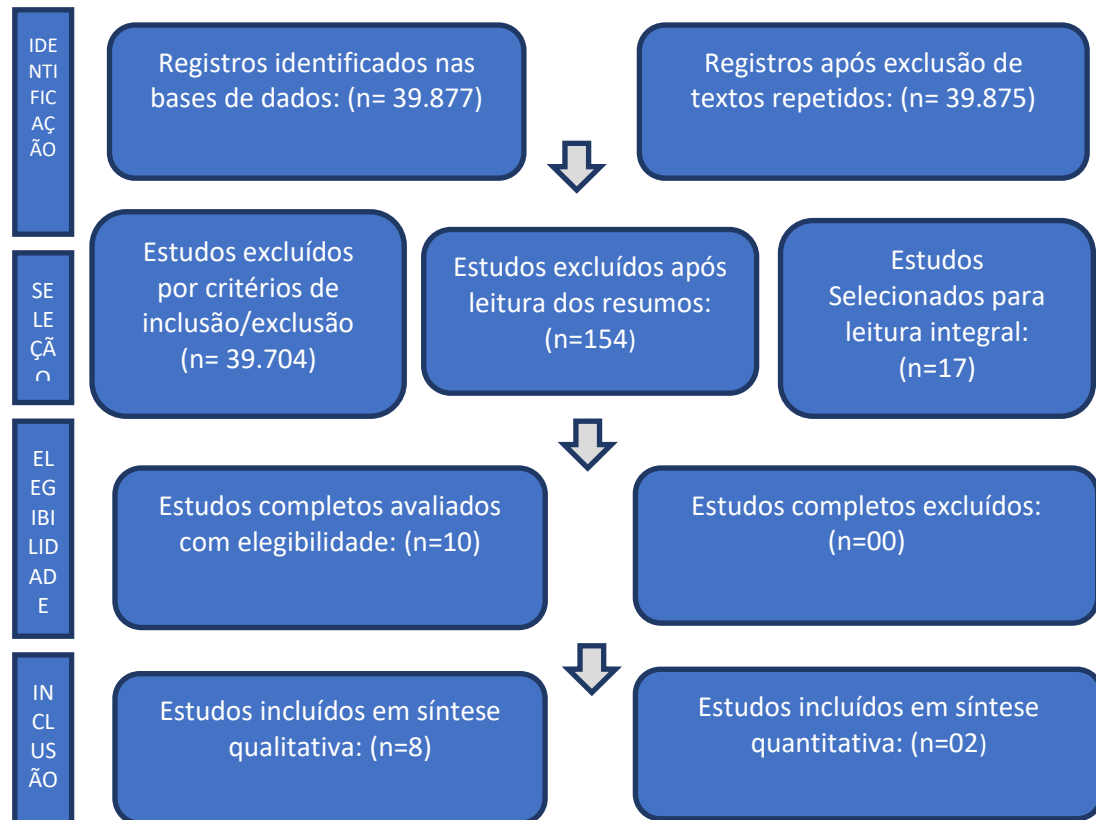 IDE
NTI
FIC
AÇ
ÃO
Registros identificados nas
bases de dados: (n= 39.877)
Registros após exclusão de
textos repetidos: (n= 39.875)
SE
LE
ÇÃ
O
Estudos excluídos
por critérios de
inclusão/exclusão
(n= 39.704)
Estudos excluídos após
leitura dos resumos:
(n=154)
Estudos
Selecionados para
leitura integral:
(n=17)
EL
EG
IBI
LID
AD
E
Estudos completos avaliados
com elegibilidade: (n=10)
Estudos completos excluídos:
(n=00)
IN
CL
US
ÃO
Estudos incluídos em síntese
qualitativa: (n=8)
Estudos incluídos em síntese
quantitativa: (n=02)